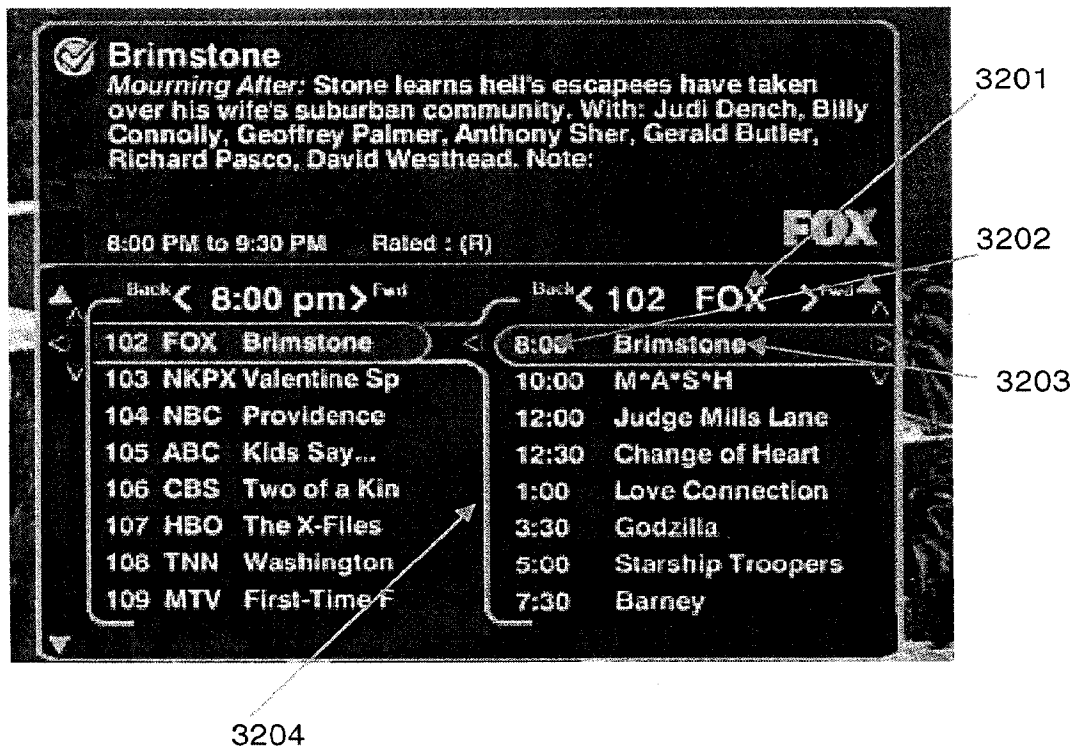 Brimstone
Mourning After: Stone learns hell's escapees have taken
over his wife's suburban community. With: Judi Dench, Billy
Connolly, Geoffrey Palmer, Anthony Sher, Gerald Butler,
Richard Pasco, David Westhead. Note:
FOX
8:00 PM to 9:30 PM Rated : (R)
Back < 8:00 pm > Fwd
102 FOX Brimstone
103 NKPX Valentine Sp
104 NBC Providence
105 ABC Kids Say...
106 CBS Two of a Kin
107 HBO The X-Files
108 TNN Washington
109 MTV First-Time F
Back < 102 FOX > Fwd
8:00 Brimstone
10:00 M*A*S*H
12:00 Judge Mills Lane
12:30 Change of Heart
1:00 Love Connection
3:30 Godzilla
5:00 Starship Troopers
7:30 Barney
3201
3202
3203
3204